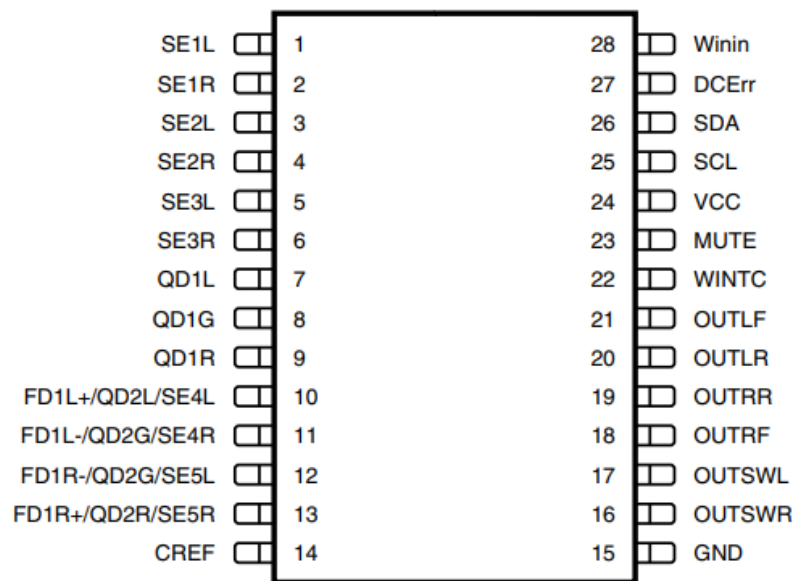 SE1L 1 28 Winin
SE1R 2 27 DCErr
SE2L 3 26 SDA
SE2R 4 25 SCL
SE3L 5 24 VCC
SE3R 6 23 MUTE
QD1L 7 22 WINTC
QD1G 8 21 OUTLF
QD1R 9 20 OUTLR
FD1L+/QD2L/SE4L 10 19 OUTRR
FD1L-/QD2G/SE4R 11 18 OUTRF
FD1R-/QD2G/SE5L 12 17 OUTSWL
FD1R+/QD2R/SE5R 13 16 OUTSWR
CREF 14 15 GND